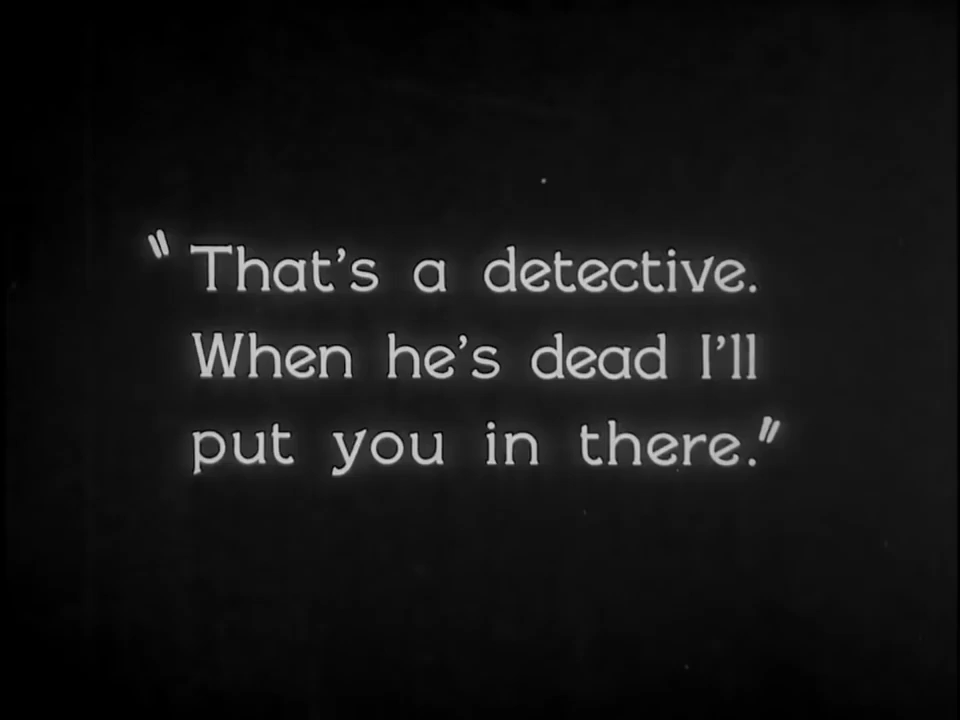 "That's a detective.
When he's dead I'll
put you in there."